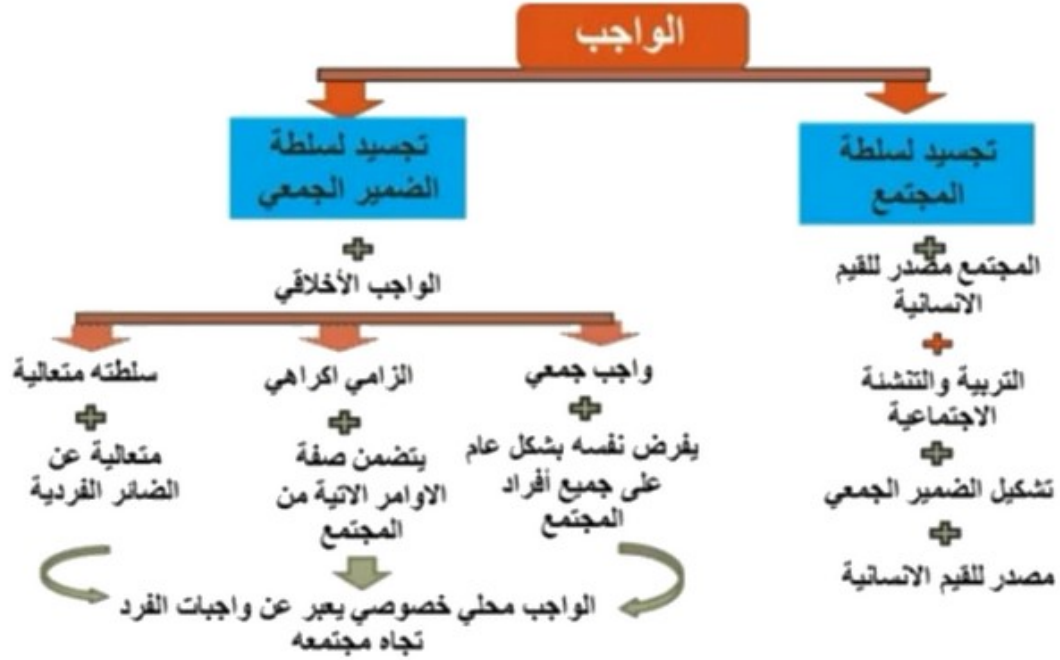 الواجب
تجسيد لسلطة
المجتمع
المجتمع مصدر للقيم
الانسانية
التربية والتنشئة
الاجتماعية
تشكيل الضمير الجمعي
مصدر للقيم الانسانية
تجسيد لسلطة
الضمير الجمعي
الواجب الأخلاقي
واجب جمعي
يفرض نفسه بشكل عام
على جميع أفراد
المجتمع
الزامي اكراهي
يتضمن صفة
الاوامر الاتية من
المجتمع
سلطته متعالية
متعالية عن
الضائر الفردية
الواجب محلي خصوصي يعبر عن واجبات الفرد
تجاه مجتمعه